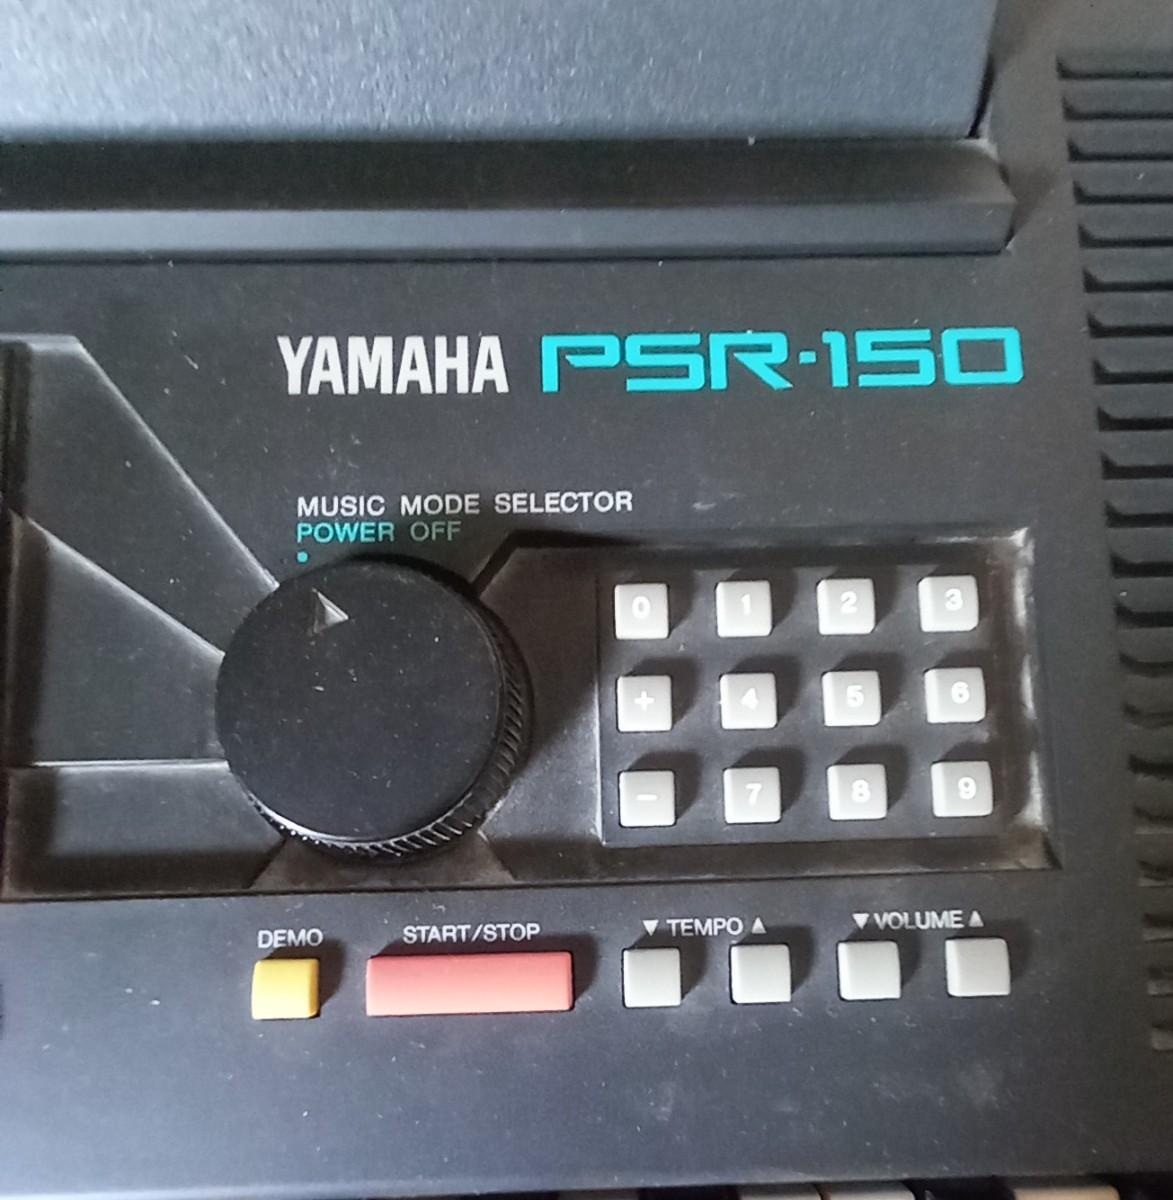 YAMAHA PSR-150
MUSIC MODE SELECTOR
POWER OFF
0 1 2 3
+ 4 5 6
− 7 8 9
DEMO START/STOP ▼ TEMPO ▲ ▼ VOLUME ▲